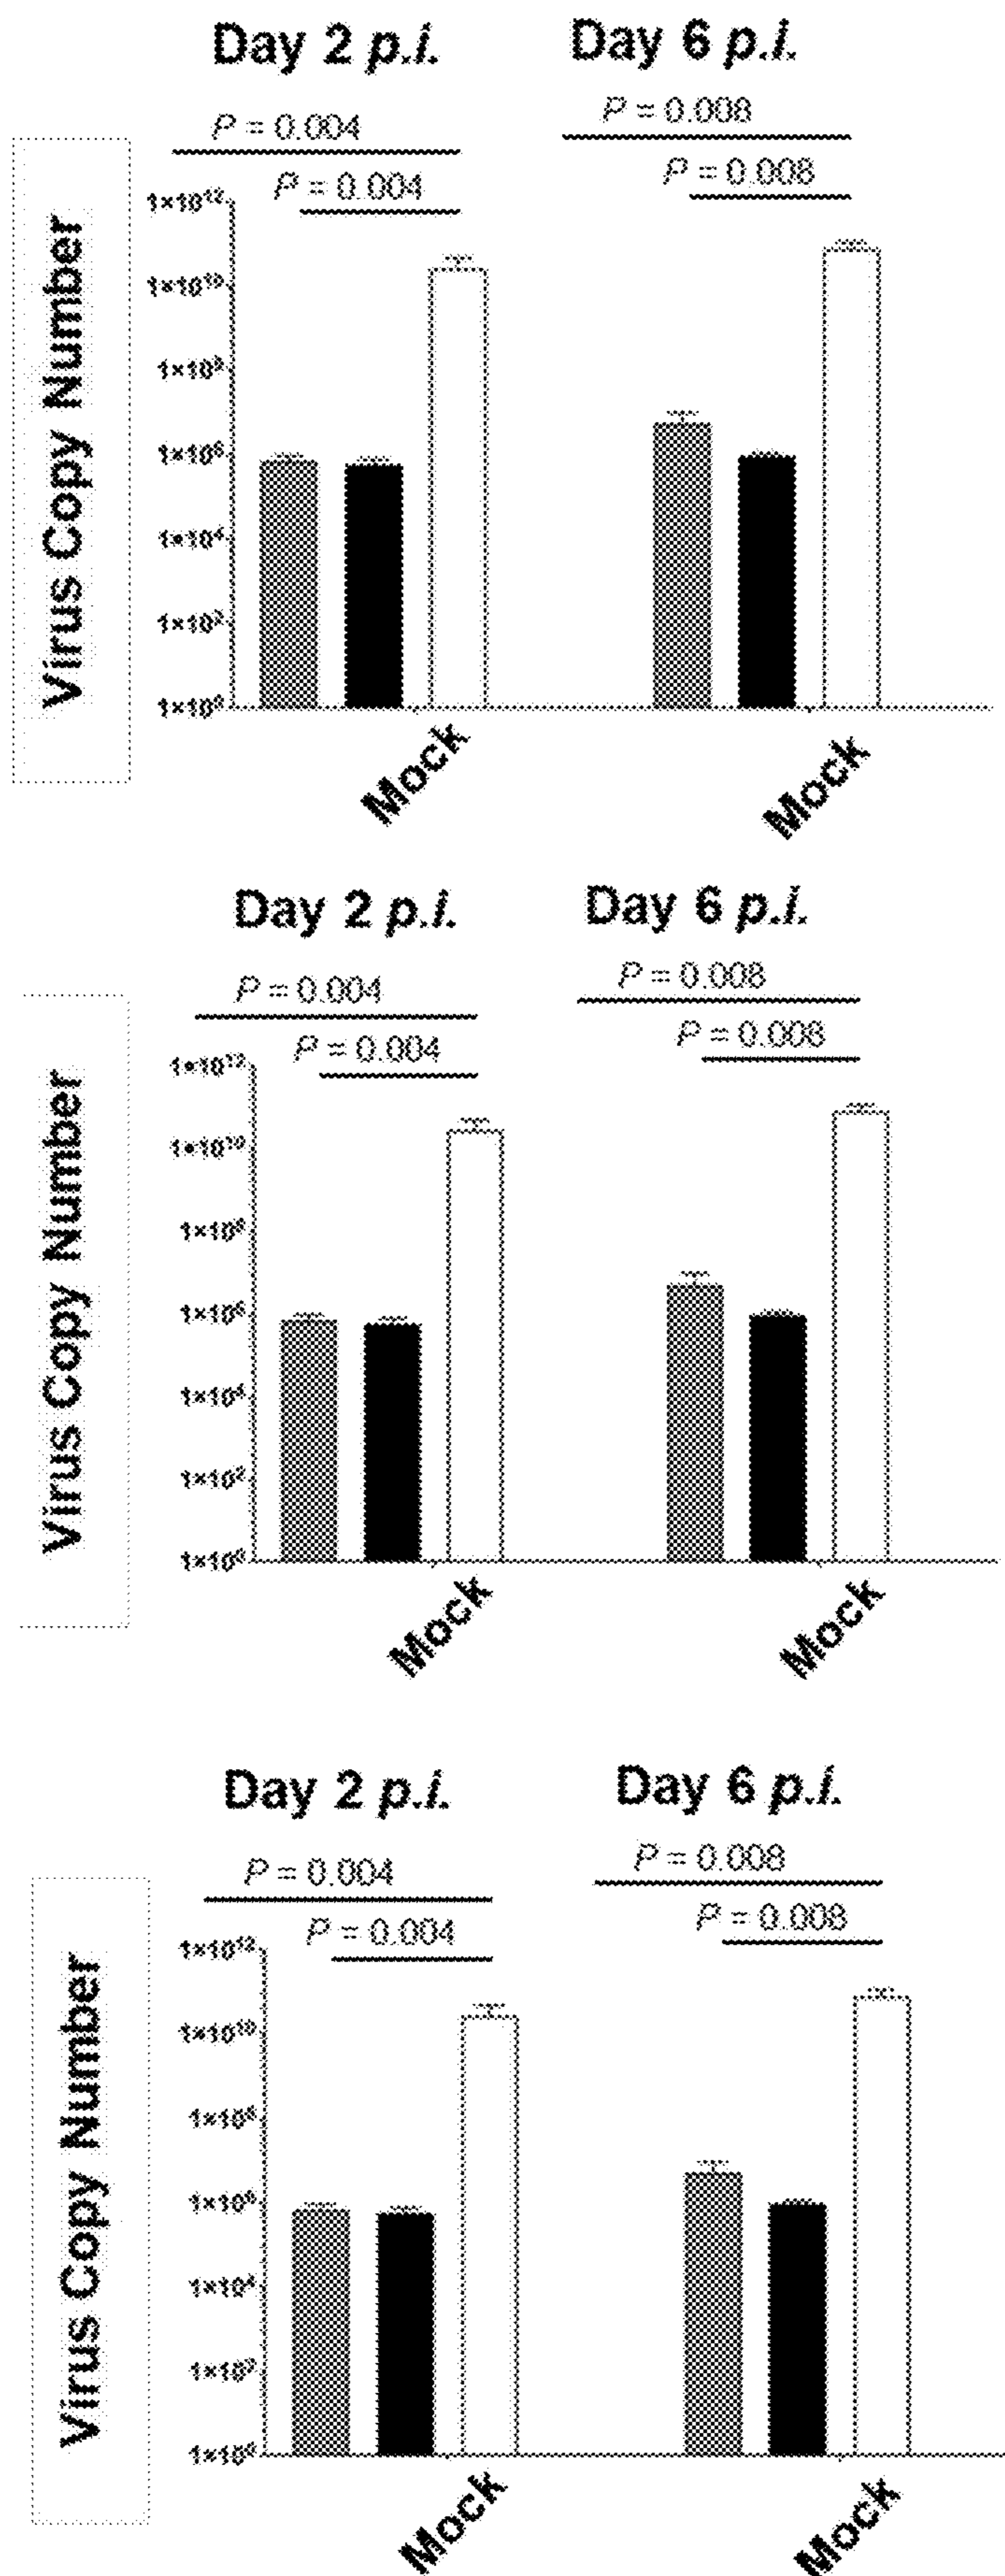 Day 2 p.i. Day 6 p.i.
P = 0.004 P = 0.008
P = 0.004 P = 0.008
Virus Copy Number
1×10¹²
1×10¹⁰
1×10⁸
1×10⁶
1×10⁴
1×10²
1×10⁰
Mock Mock
Day 2 p.i. Day 6 p.i.
P = 0.004 P = 0.008
P = 0.004 P = 0.008
Virus Copy Number
1×10¹²
1×10¹⁰
1×10⁸
1×10⁶
1×10⁴
1×10²
1×10⁰
Mock Mock
Day 2 p.i. Day 6 p.i.
P = 0.004 P = 0.008
P = 0.004 P = 0.008
Virus Copy Number
1×10¹²
1×10¹⁰
1×10⁸
1×10⁶
1×10⁴
1×10²
1×10⁰
Mock Mock